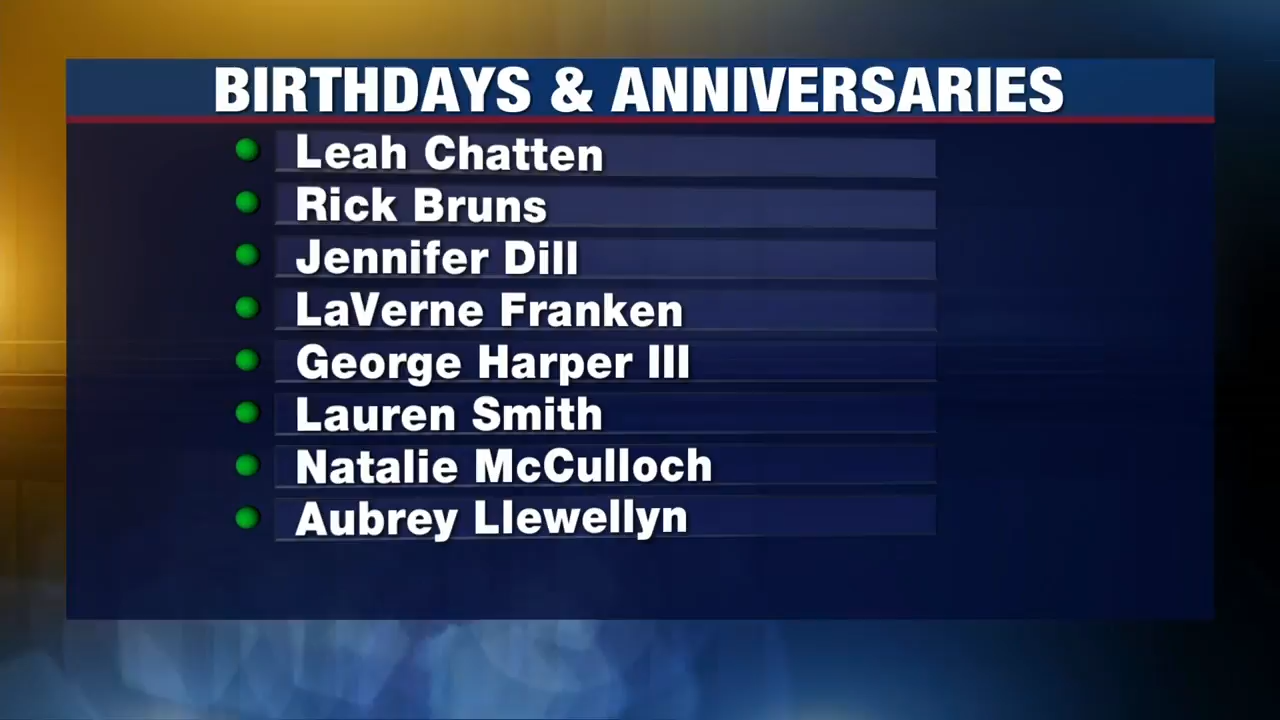 BIRTHDAYS & ANNIVERSARIES
Leah Chatten
Rick Bruns
Jennifer Dill
LaVerne Franken
George Harper III
Lauren Smith
Natalie McCulloch
Aubrey Llewellyn